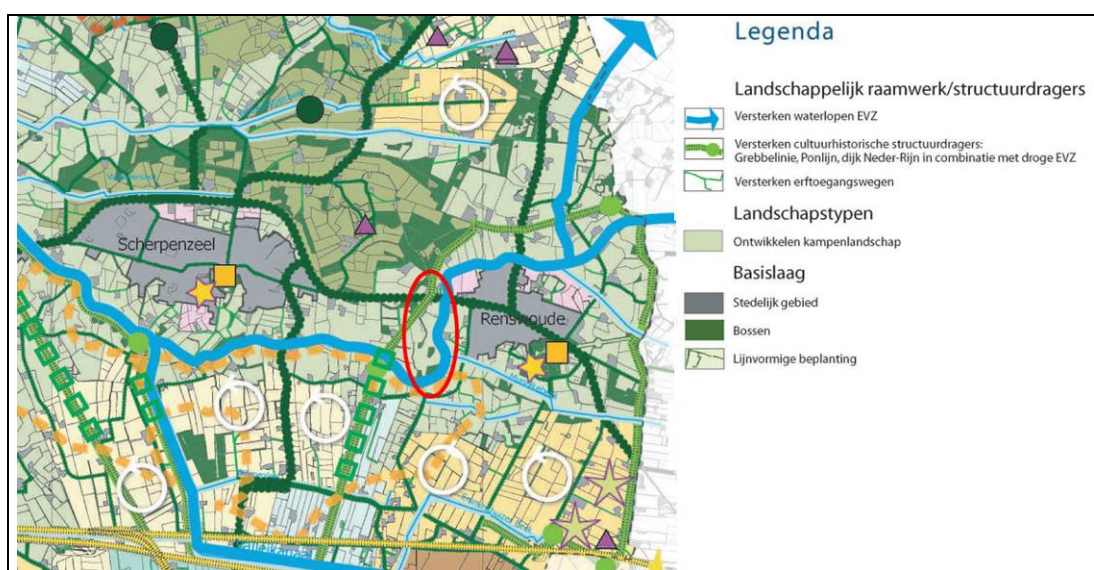 Scherpenzeel
Renswoude
Legenda
Landschappelijk raamwerk/structuurdragers
Versterken waterlopen EVZ
Versterken cultuurhistorische structuurdragers:
Grebbelinie, Ponlijn, dijk Neder-Rijn in combinatie met droge EVZ
Versterken erftoegangswegen
Landschapstypen
Ontwikkelen kampenlandschap
Basislaag
Stedelijk gebied
Bossen
Lijnvormige beplanting